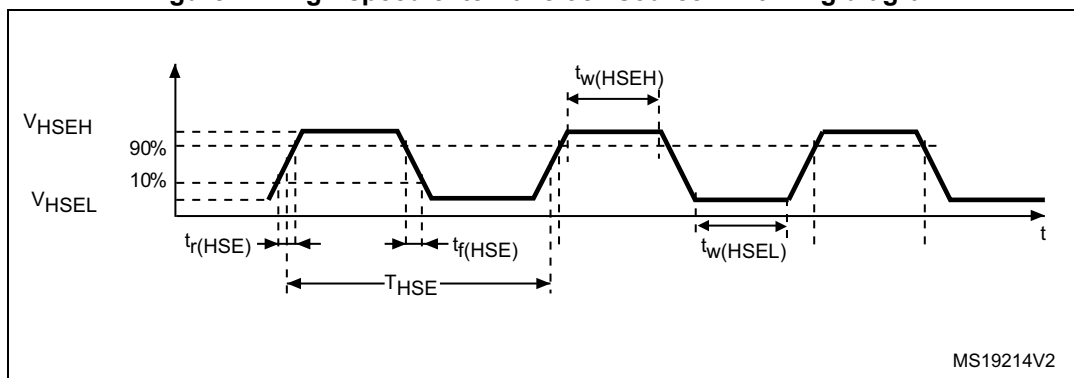 tw(HSEH)
VHSEH
90%
10%
VHSEL
tr(HSE)
tf(HSE)
tw(HSEL)
t
THSE
MS19214V2